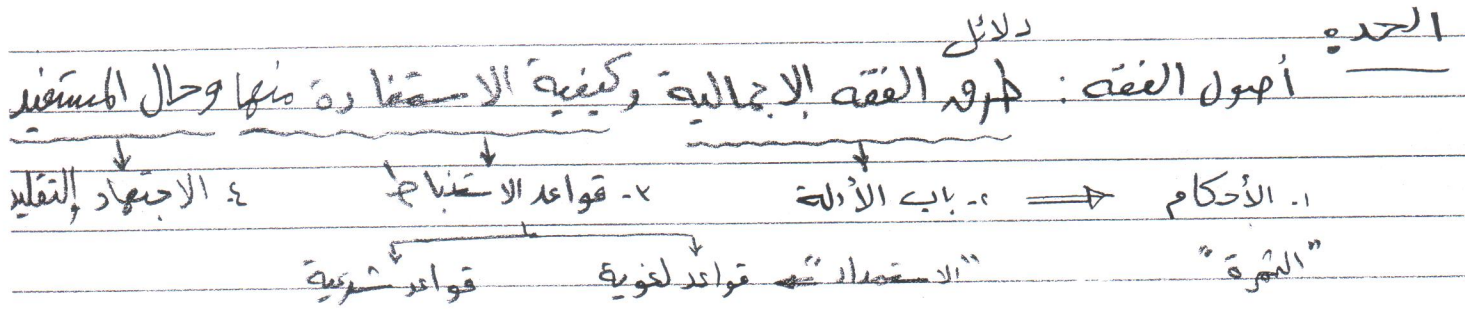 الحد:
دلائل
أصول الفقه: طرق الفقه الإجمالية وكيفية الاستفادة منها وحال المستفيد
١- الأحكام ⟸ ٢- باب الأدلة ٣- قواعد الاستنباط ٤- الاجتهاد والتقليد
"الثمرة" "الاستمداد" قواعد لغوية قواعد شرعية